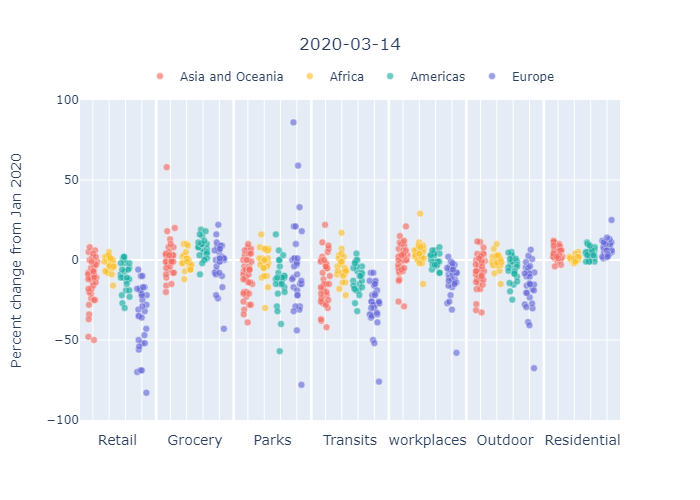 2020-03-14
Asia and Oceania Africa Americas Europe
Percent change from Jan 2020
100
50
0
−50
−100
Retail Grocery Parks Transits workplaces Outdoor Residential